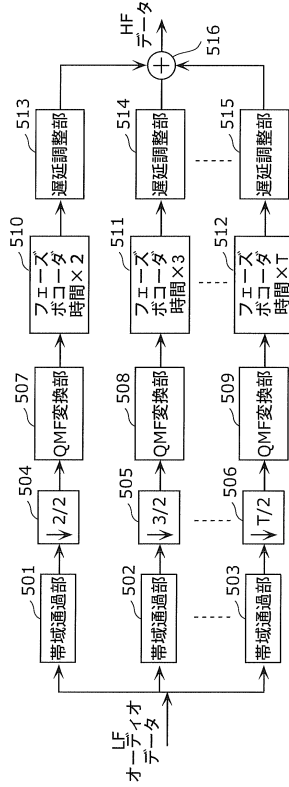 LF
オーディオ
データ
501
帯域通過部
504
↓2/2
507
QMF変換部
510
フェーズ
ボコーダ
時間×2
513
遅延調整部
502
帯域通過部
505
↓3/2
508
QMF変換部
511
フェーズ
ボコーダ
時間×3
514
遅延調整部
503
帯域通過部
506
↓T/2
509
QMF変換部
512
フェーズ
ボコーダ
時間×T
515
遅延調整部
516
+
HF
データ